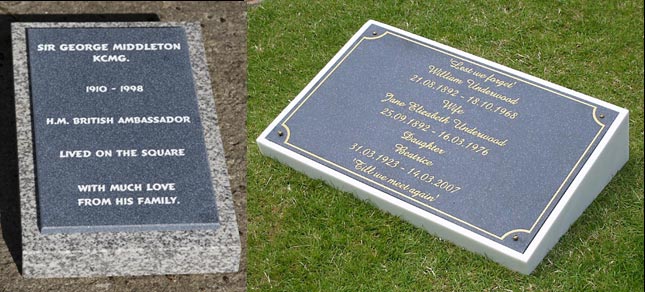 SIR GEORGE MIDDLETON
KCMG.
1910 - 1998
H.M. BRITISH AMBASSADOR
LIVED ON THE SQUARE
WITH MUCH LOVE
FROM HIS FAMILY.
'Lest we forget'
William Underwood
21.08.1892 - 18.10.1968
Wife
Jane Elizabeth Underwood
25.09.1892 - 16.03.1976
Daughter
Beatrice
31.03.1923 - 14.03.2007
'Till we meet again!